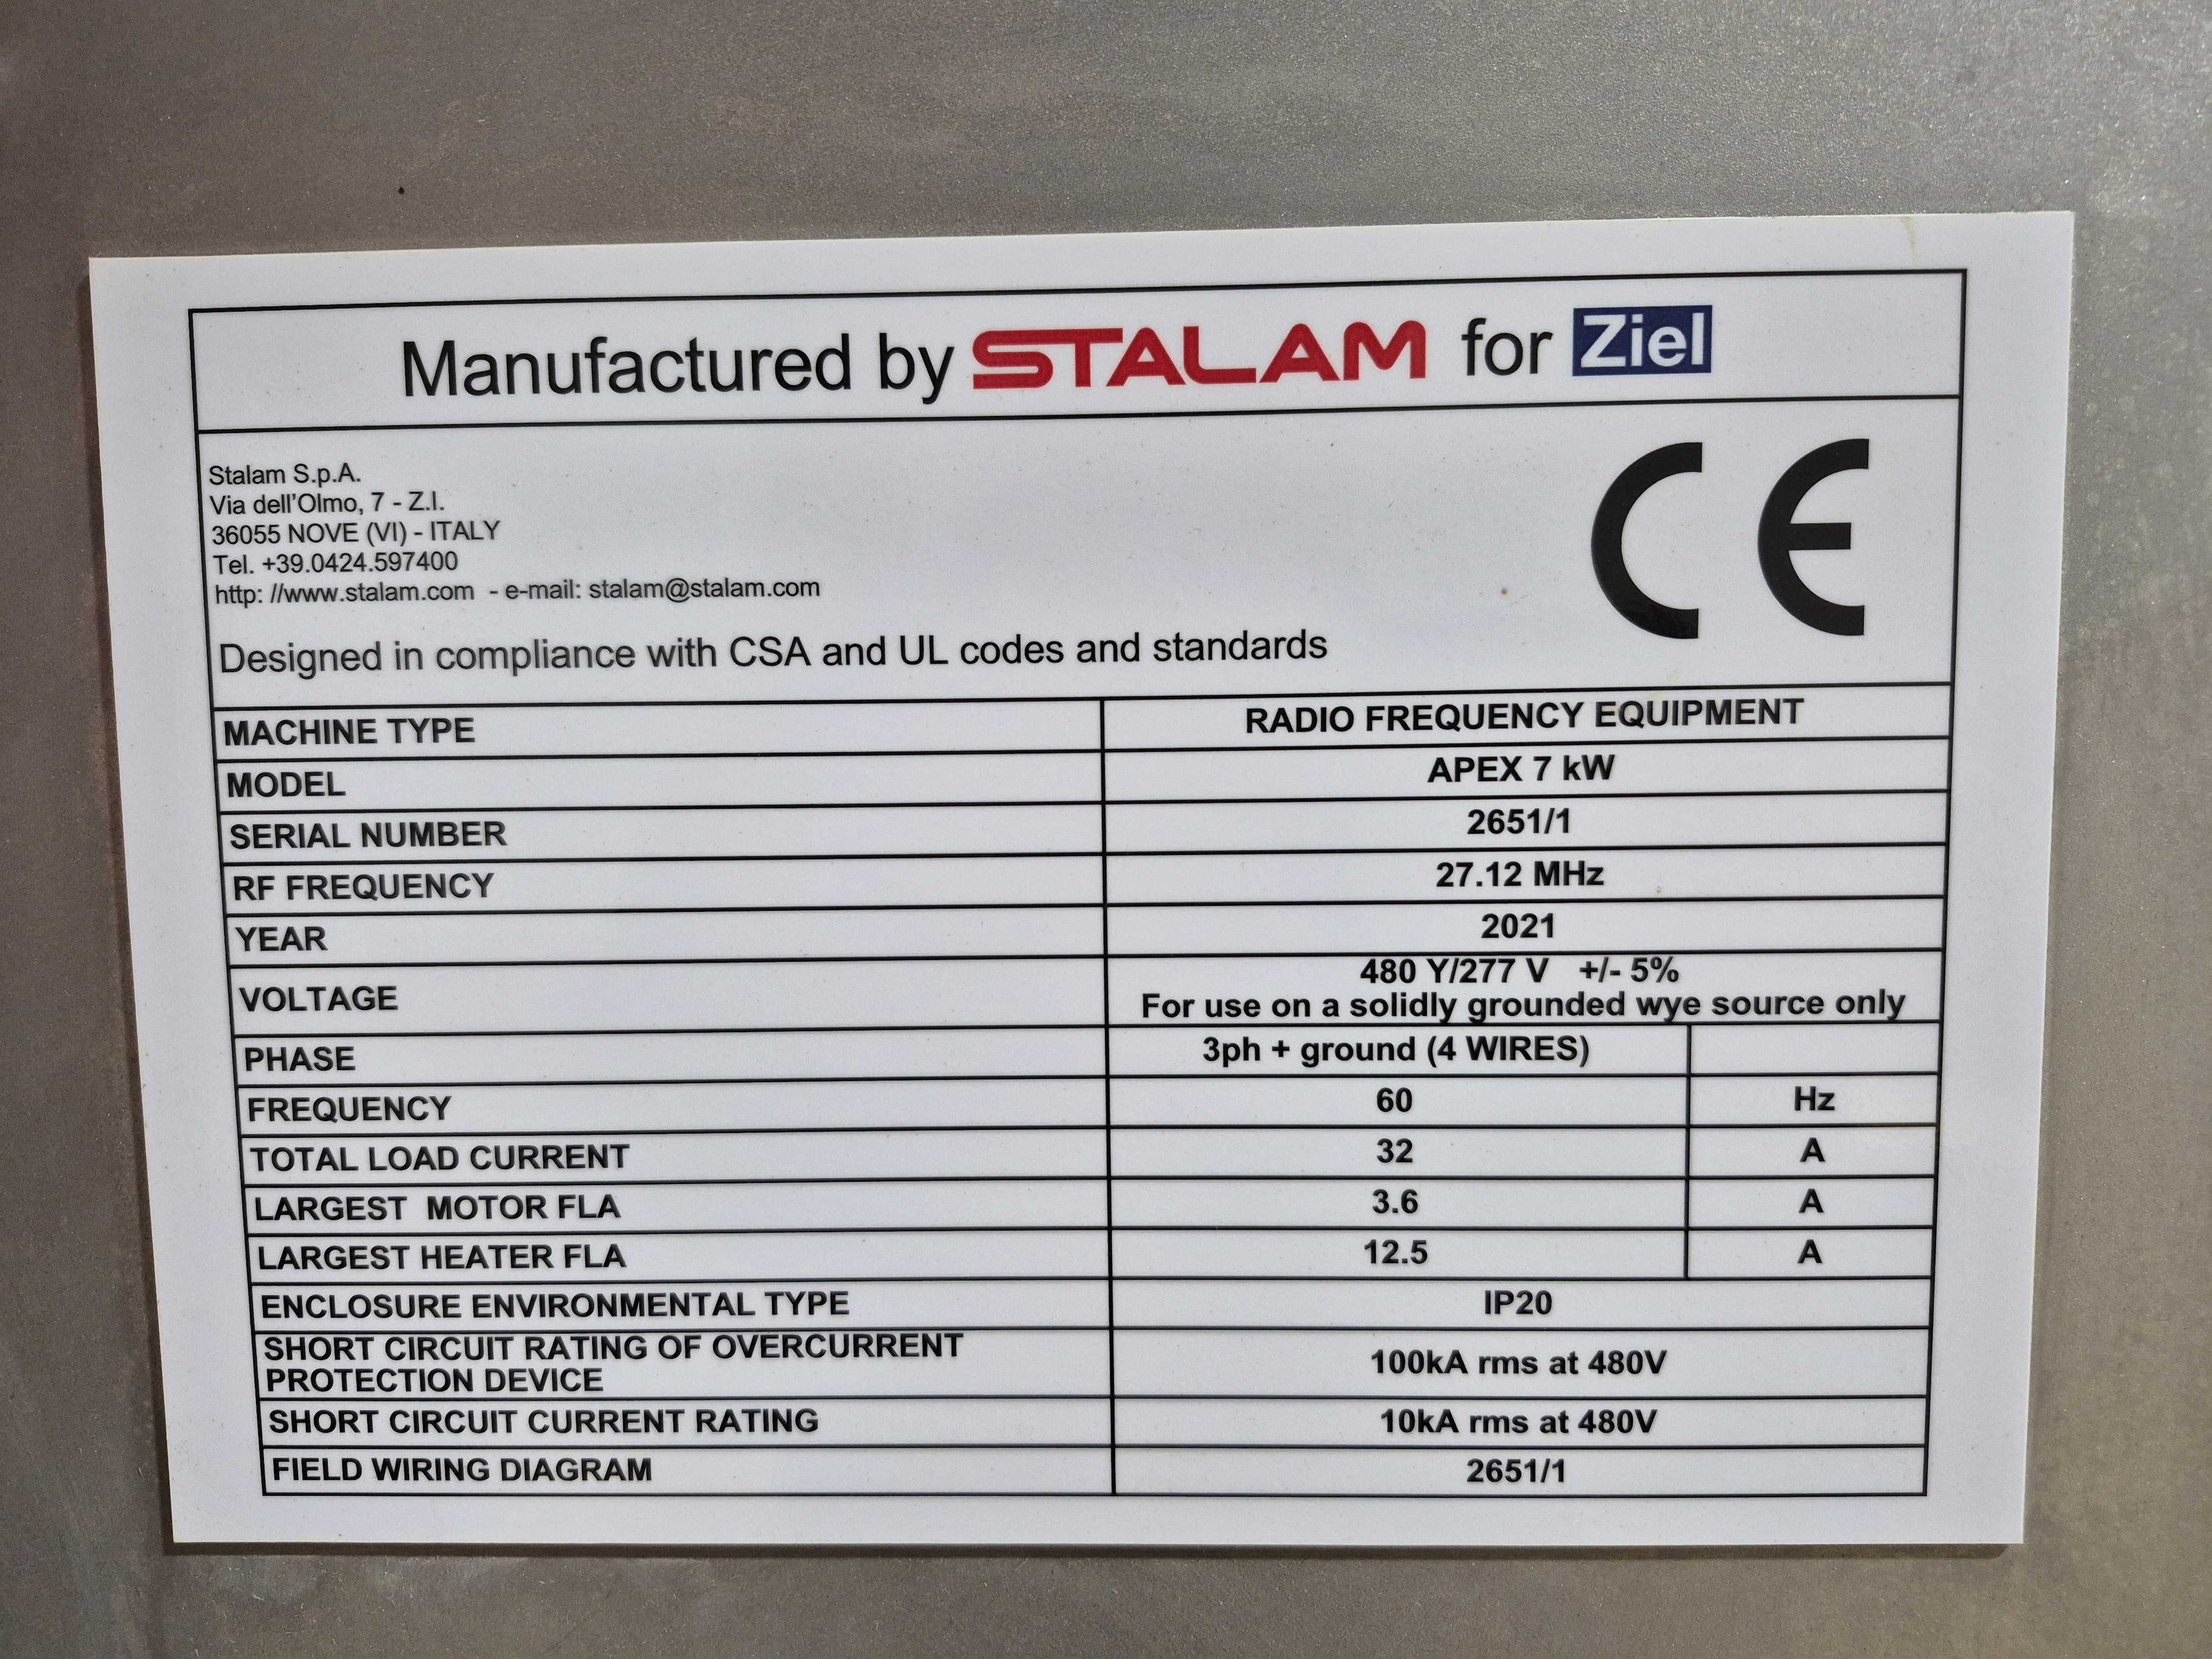 Manufactured by STALAM for Ziel
CE
Stalam S.p.A.
Via dell'Olmo, 7 - Z.I.
36055 NOVE (VI) - ITALY
Tel. +39.0424.597400
http: //www.stalam.com - e-mail: stalam@stalam.com
Designed in compliance with CSA and UL codes and standards
MACHINE TYPE RADIO FREQUENCY EQUIPMENT
MODEL APEX 7 kW
SERIAL NUMBER 2651/1
RF FREQUENCY 27.12 MHz
YEAR 2021
VOLTAGE 480 Y/277 V +/- 5%
For use on a solidly grounded wye source only
PHASE 3ph + ground (4 WIRES)
FREQUENCY 60 Hz
TOTAL LOAD CURRENT 32 A
LARGEST MOTOR FLA 3.6 A
LARGEST HEATER FLA 12.5 A
ENCLOSURE ENVIRONMENTAL TYPE IP20
SHORT CIRCUIT RATING OF OVERCURRENT
PROTECTION DEVICE 100kA rms at 480V
SHORT CIRCUIT CURRENT RATING 10kA rms at 480V
FIELD WIRING DIAGRAM 2651/1